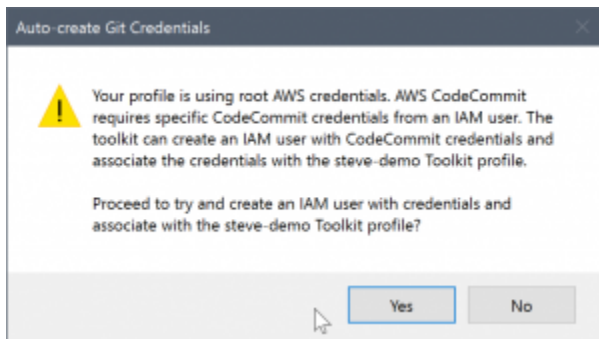 Auto-create Git Credentials
Your profile is using root AWS credentials. AWS CodeCommit
requires specific CodeCommit credentials from an IAM user. The
toolkit can create an IAM user with CodeCommit credentials and
associate the credentials with the steve-demo Toolkit profile.
Proceed to try and create an IAM user with credentials and
associate with the steve-demo Toolkit profile?
Yes
No